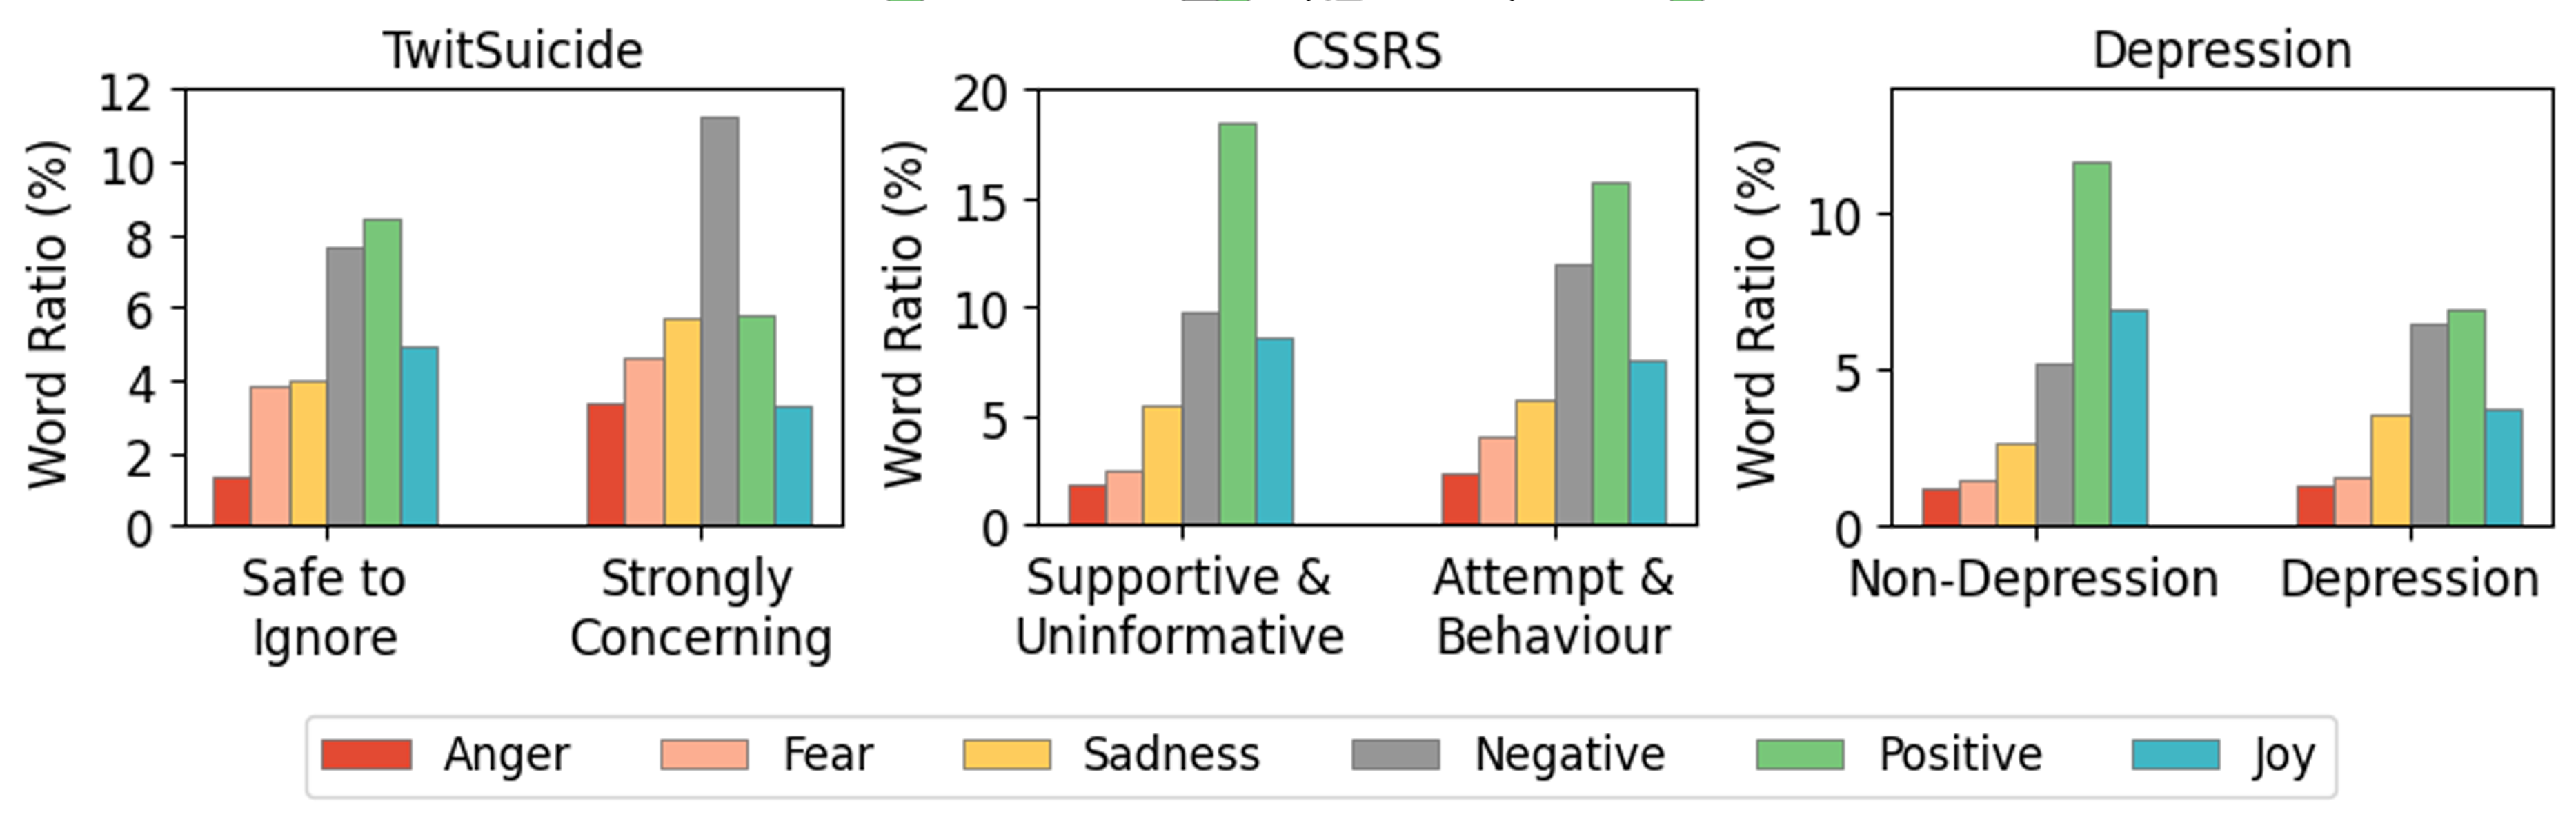 TwitSuicide
12
10
8
6
4
2
0
Word Ratio (%)
Safe to
Ignore
Strongly
Concerning
CSSRS
20
15
10
5
0
Word Ratio (%)
Supportive &
Uninformative
Attempt &
Behaviour
Depression
10
5
0
Word Ratio (%)
Non-Depression
Depression
Anger
Fear
Sadness
Negative
Positive
Joy